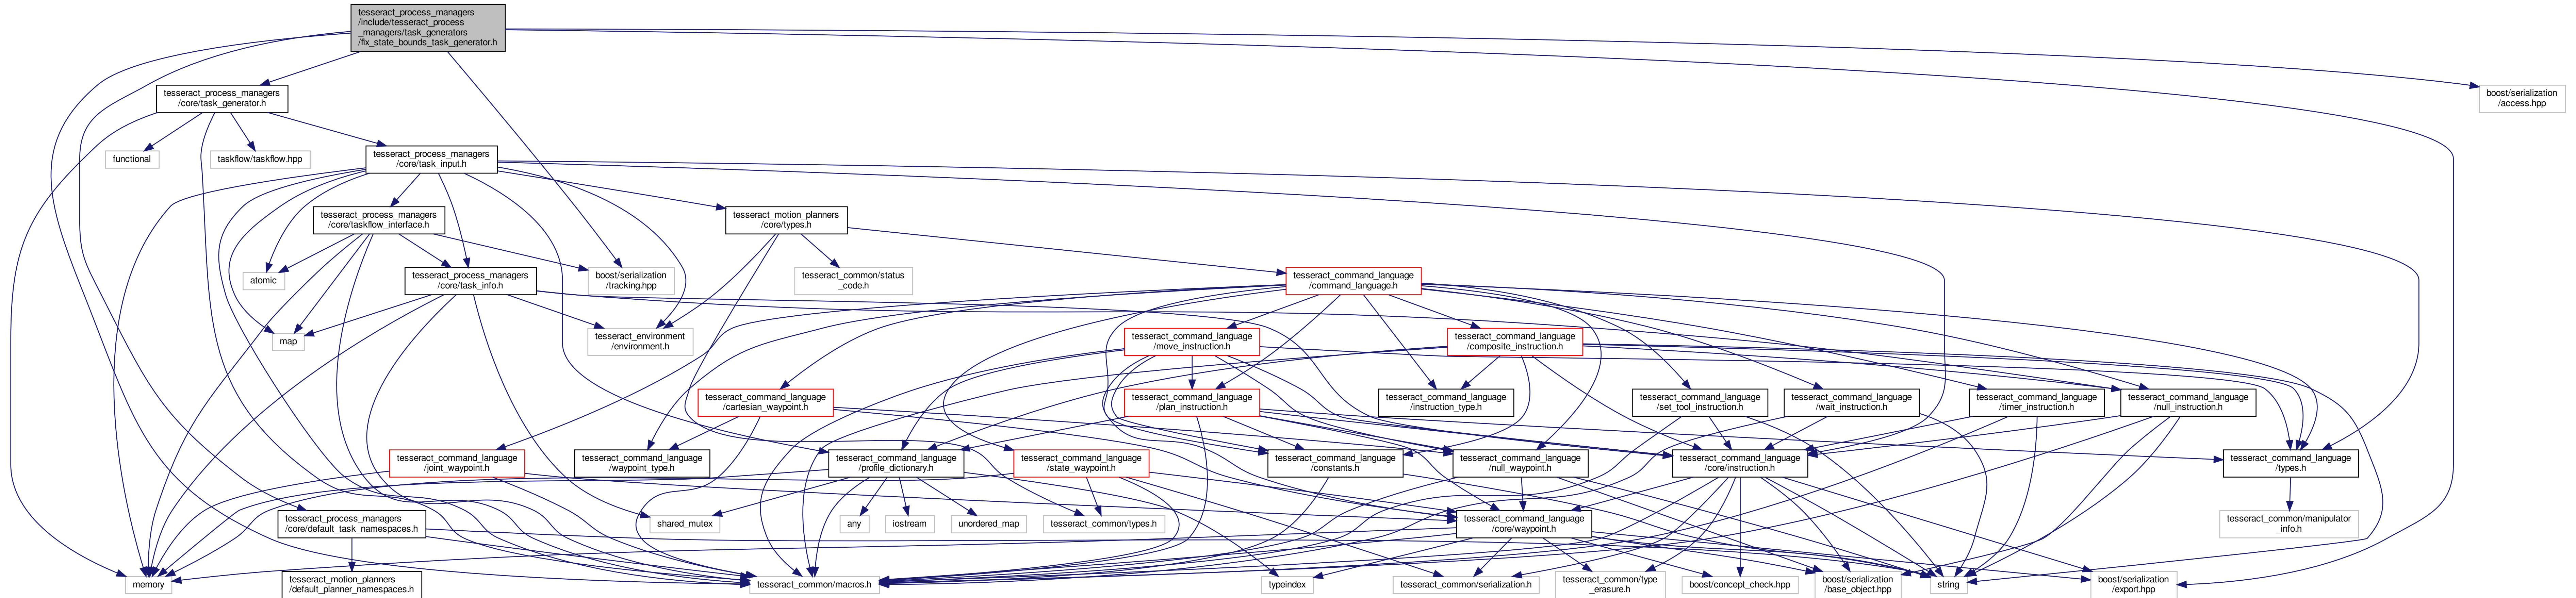 tesseract_process_managers
/include/tesseract_process
_managers/task_generators
/fix_state_bounds_task_generator.h
tesseract_process_managers
/core/task_generator.h
boost/serialization
/access.hpp
functional
taskflow/taskflow.hpp
tesseract_process_managers
/core/task_input.h
tesseract_process_managers
/core/taskflow_interface.h
tesseract_motion_planners
/core/types.h
atomic
tesseract_process_managers
/core/task_info.h
boost/serialization
/tracking.hpp
tesseract_common/status
_code.h
tesseract_command_language
/command_language.h
map
tesseract_environment
/environment.h
tesseract_command_language
/move_instruction.h
tesseract_command_language
/composite_instruction.h
tesseract_command_language
/cartesian_waypoint.h
tesseract_command_language
/plan_instruction.h
tesseract_command_language
/instruction_type.h
tesseract_command_language
/set_tool_instruction.h
tesseract_command_language
/wait_instruction.h
tesseract_command_language
/timer_instruction.h
tesseract_command_language
/null_instruction.h
tesseract_command_language
/joint_waypoint.h
tesseract_command_language
/waypoint_type.h
tesseract_command_language
/profile_dictionary.h
tesseract_command_language
/state_waypoint.h
tesseract_command_language
/constants.h
tesseract_command_language
/null_waypoint.h
tesseract_command_language
/core/instruction.h
tesseract_command_language
/types.h
tesseract_process_managers
/core/default_task_namespaces.h
shared_mutex
any
iostream
unordered_map
tesseract_common/types.h
tesseract_command_language
/core/waypoint.h
tesseract_common/manipulator
_info.h
memory
tesseract_motion_planners
/default_planner_namespaces.h
tesseract_common/macros.h
typeindex
tesseract_common/serialization.h
tesseract_common/type
_erasure.h
boost/concept_check.hpp
boost/serialization
/base_object.hpp
string
boost/serialization
/export.hpp